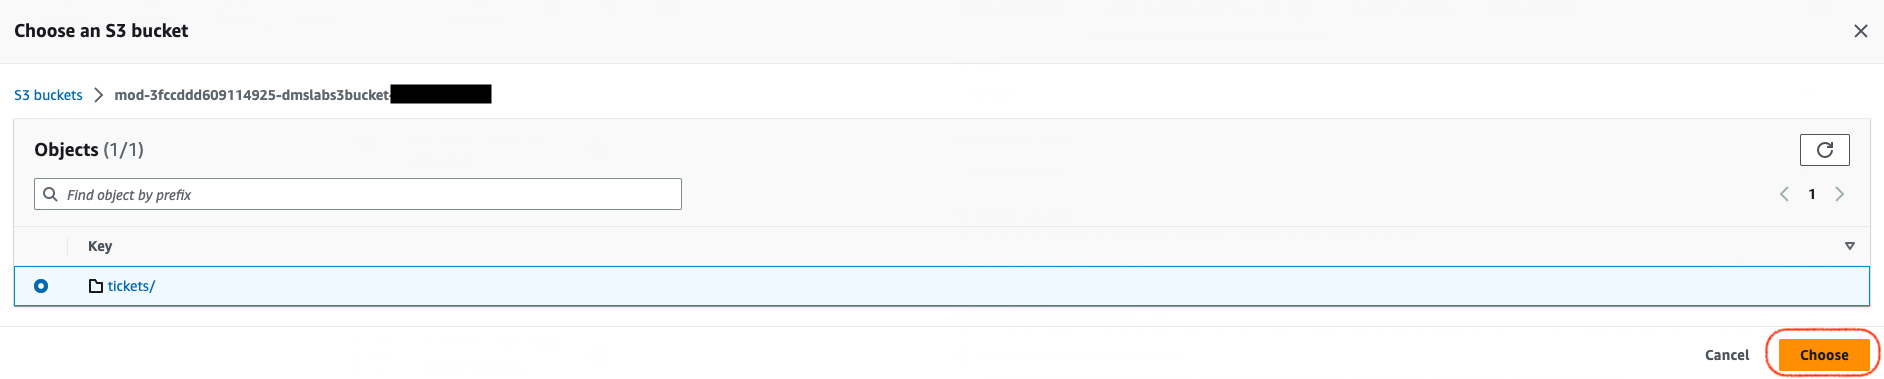 Choose an S3 bucket
S3 buckets mod-3fccddd609114925-dmslabs3bucket-
Objects (1/1)
Find object by prefix
1
Key
tickets/
Cancel Choose